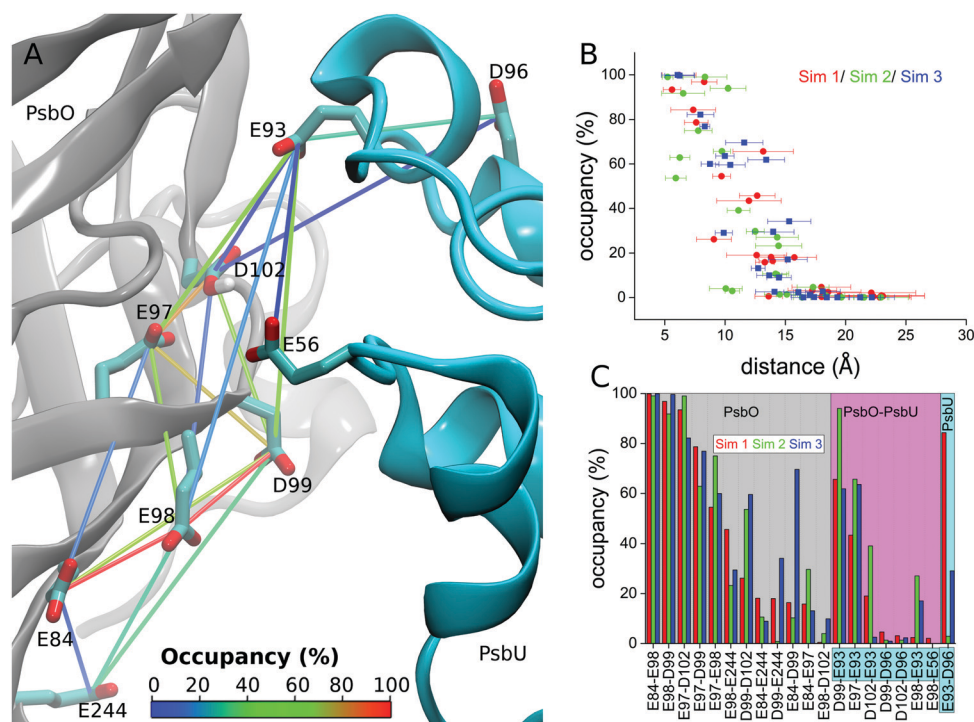 A
PsbO
D96
E93
D102
E97
E56
D99
E98
E84
E244
PsbU
Occupancy (%)
0 20 40 60 80 100
B
Sim 1/ Sim 2/ Sim 3
occupancy (%)
100
80
60
40
20
0
5 10 15 20 25 30
distance (Å)
C
PsbO
PsbO-PsbU
PsbU
Sim 1 Sim 2 Sim 3
occupancy (%)
100
80
60
40
20
0
E84-E98
E98-D99
E97-D102
E97-D99
E97-E98
E98-E244
D99-D102
E84-E244
D99-E244
E84-D99
E84-E97
E98-D102
D99-E93
E97-E93
D102-E93
D99-D96
D102-D96
E98-E93
E98-E56
E93-D96